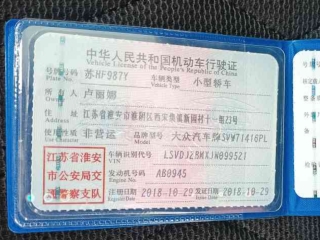 中华人民共和国机动车行驶证
Vehicle License of the People's Republic of China
号牌号码 Plate No. 苏HF987Y 车辆类型 Vehicle Type 小型轿车
所有人 Owner 卢丽娜
住址 Address 江苏省淮安市淮阴区
使用性质 Use Character 非营运 品牌型号 Model 大众汽车牌SVW71416PL
江苏省淮安
市公安局交
通警察支队
车辆识别代号 VIN LSVDJ2BMXJN099521
发动机号码 Engine No. AB0945
注册日期 Register Date 2018-10-29 发证日期 Issue Date 2018-10-29